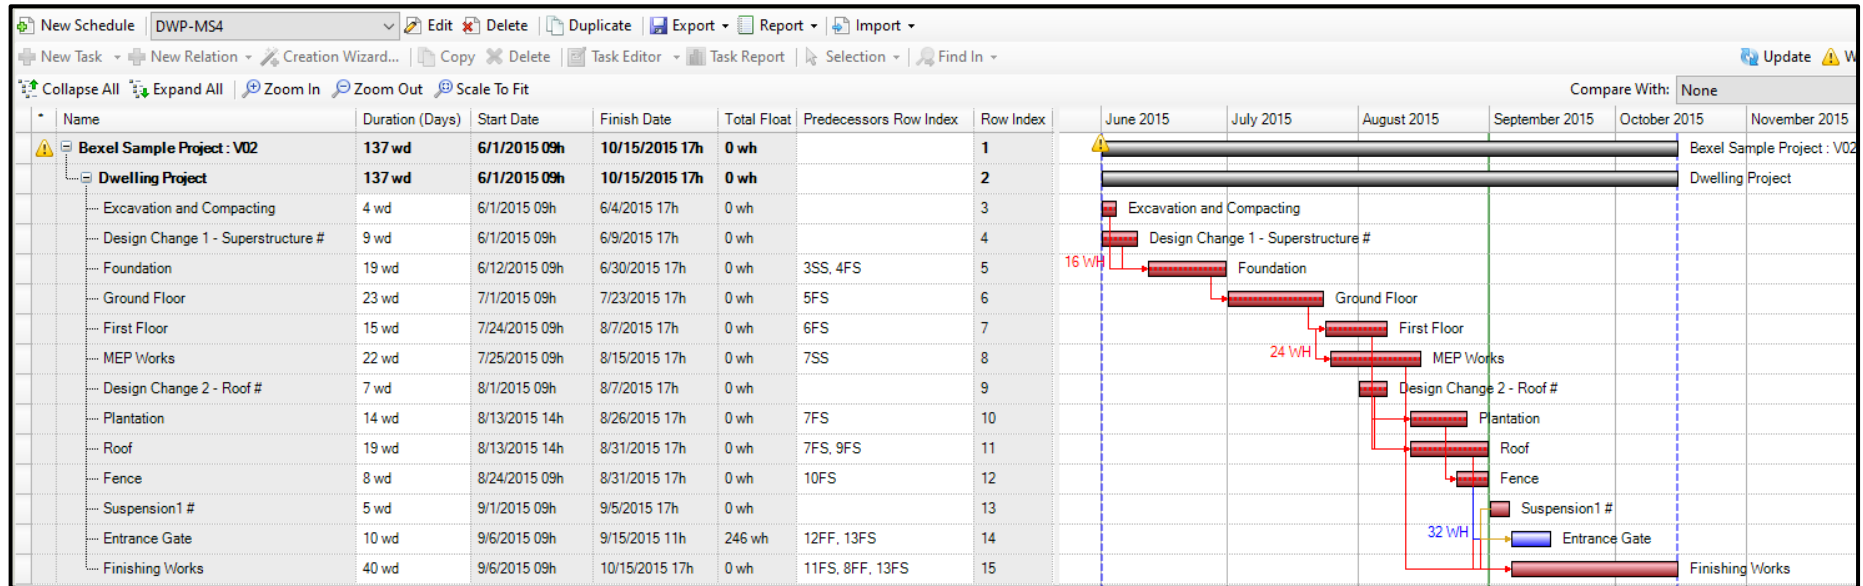 New Schedule DWP-MS4 Edit Delete Duplicate Export Report Import
New Task New Relation Creation Wizard... Copy Delete Task Editor Task Report Selection Find In Update W
Collapse All Expand All Zoom In Zoom Out Scale To Fit Compare With: None
* Name Duration (Days) Start Date Finish Date Total Float Predecessors Row Index Row Index June 2015 July 2015 August 2015 September 2015 October 2015 November 2015
Bexel Sample Project : V02 137 wd 6/1/2015 09h 10/15/2015 17h 0 wh 1 Bexel Sample Project : V02
Dwelling Project 137 wd 6/1/2015 09h 10/15/2015 17h 0 wh 2 Dwelling Project
Excavation and Compacting 4 wd 6/1/2015 09h 6/4/2015 17h 0 wh 3 Excavation and Compacting
Design Change 1 - Superstructure # 9 wd 6/1/2015 09h 6/9/2015 17h 0 wh 4 Design Change 1 - Superstructure #
Foundation 19 wd 6/12/2015 09h 6/30/2015 17h 0 wh 3SS, 4FS 5 16 WH Foundation
Ground Floor 23 wd 7/1/2015 09h 7/23/2015 17h 0 wh 5FS 6 Ground Floor
First Floor 15 wd 7/24/2015 09h 8/7/2015 17h 0 wh 6FS 7 First Floor
MEP Works 22 wd 7/25/2015 09h 8/15/2015 17h 0 wh 7SS 8 24 WH MEP Works
Design Change 2 - Roof # 7 wd 8/1/2015 09h 8/7/2015 17h 0 wh 9 Design Change 2 - Roof #
Plantation 14 wd 8/13/2015 14h 8/26/2015 17h 0 wh 7FS 10 Plantation
Roof 19 wd 8/13/2015 14h 8/31/2015 17h 0 wh 7FS, 9FS 11 Roof
Fence 8 wd 8/24/2015 09h 8/31/2015 17h 0 wh 10FS 12 Fence
Suspension1 # 5 wd 9/1/2015 09h 9/5/2015 17h 0 wh 13 Suspension1 #
Entrance Gate 10 wd 9/6/2015 09h 9/15/2015 11h 246 wh 12FF, 13FS 14 32 WH Entrance Gate
Finishing Works 40 wd 9/6/2015 09h 10/15/2015 17h 0 wh 11FS, 8FF, 13FS 15 Finishing Works